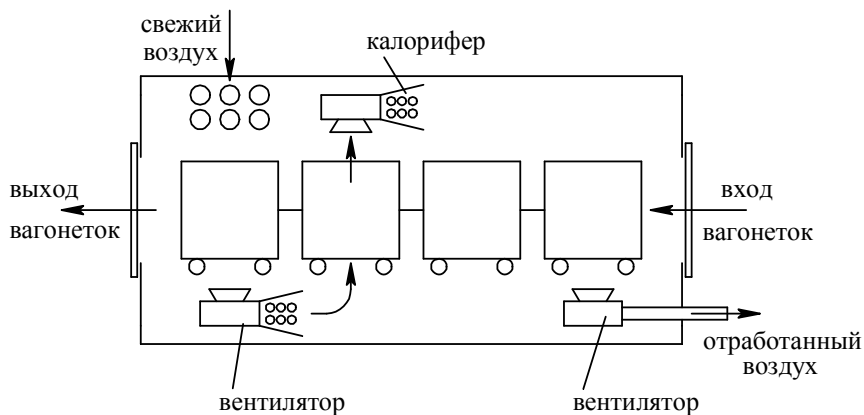 свежий
воздух
калорифер
выход
вагонеток
вход
вагонеток
отработанный
воздух
вентилятор
вентилятор